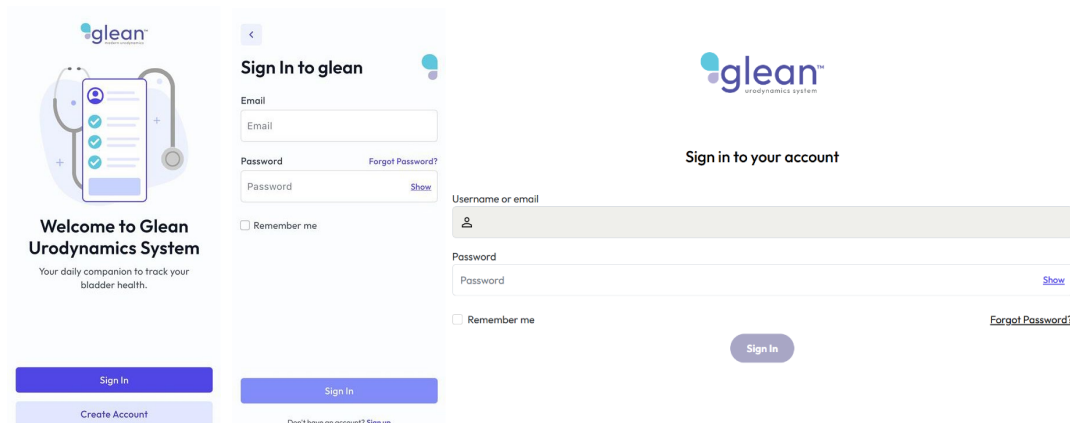 glean™
Welcome to Glean
Urodynamics System
Your daily companion to track your
bladder health.
Sign In
Create Account
Sign In to glean
Email
Email
Password Forgot Password?
Password Show
Remember me
Sign In
Don't have an account? Sign up
glean™
urodynamics system
Sign in to your account
Username or email
Password
Password Show
Remember me Forgot Password?
Sign In